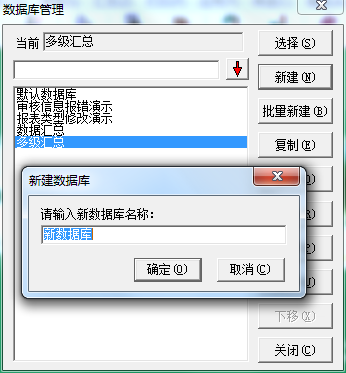 数据库管理
当前 多级汇总
选择(S)
新建(N)
默认数据库
审核信息报错演示
报表类型修改演示
数据汇总
多级汇总
批量新建(B)
复制(E)
新建数据库
请输入新数据库名称:
新数据库
确定(O)
取消(C)
下移(X)
关闭(C)